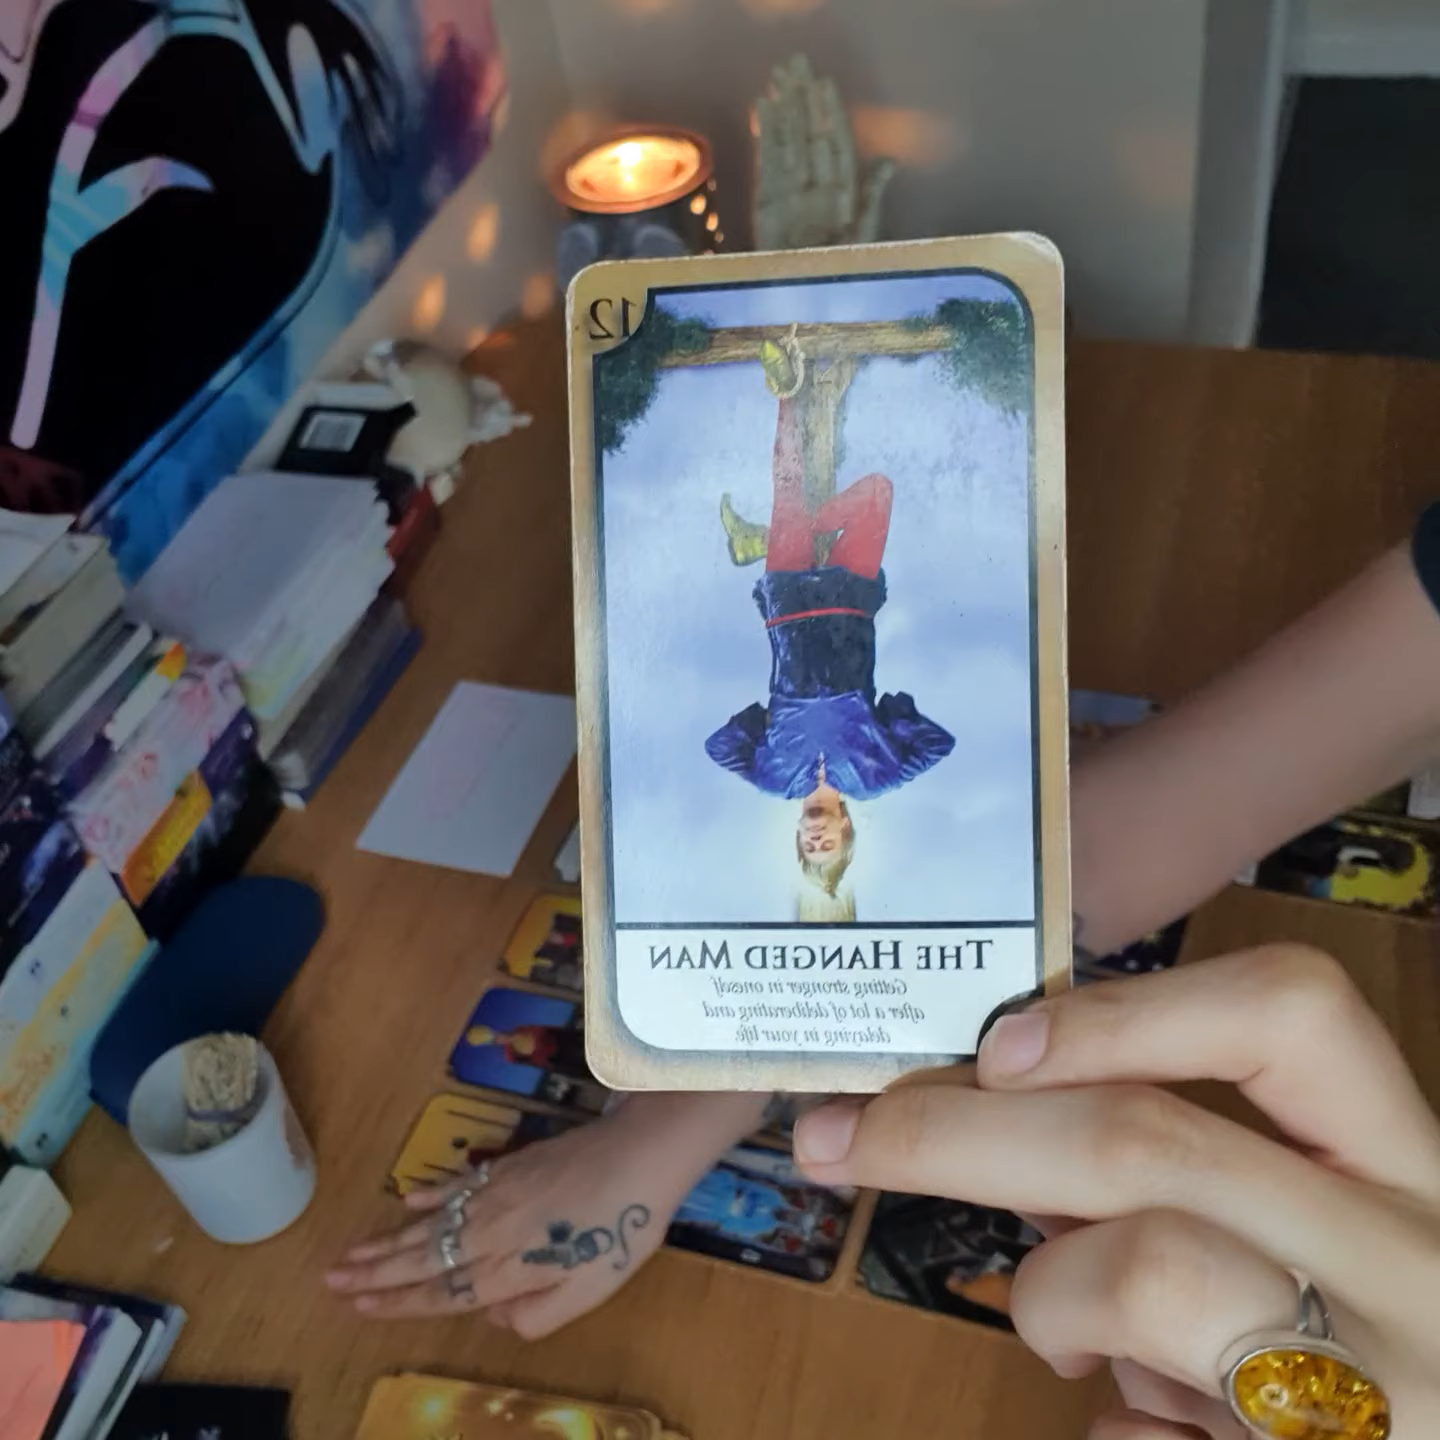 12
THE HANGED MAN
Getting stronger in oneself
after a lot of deliberating and
delaying in your life.